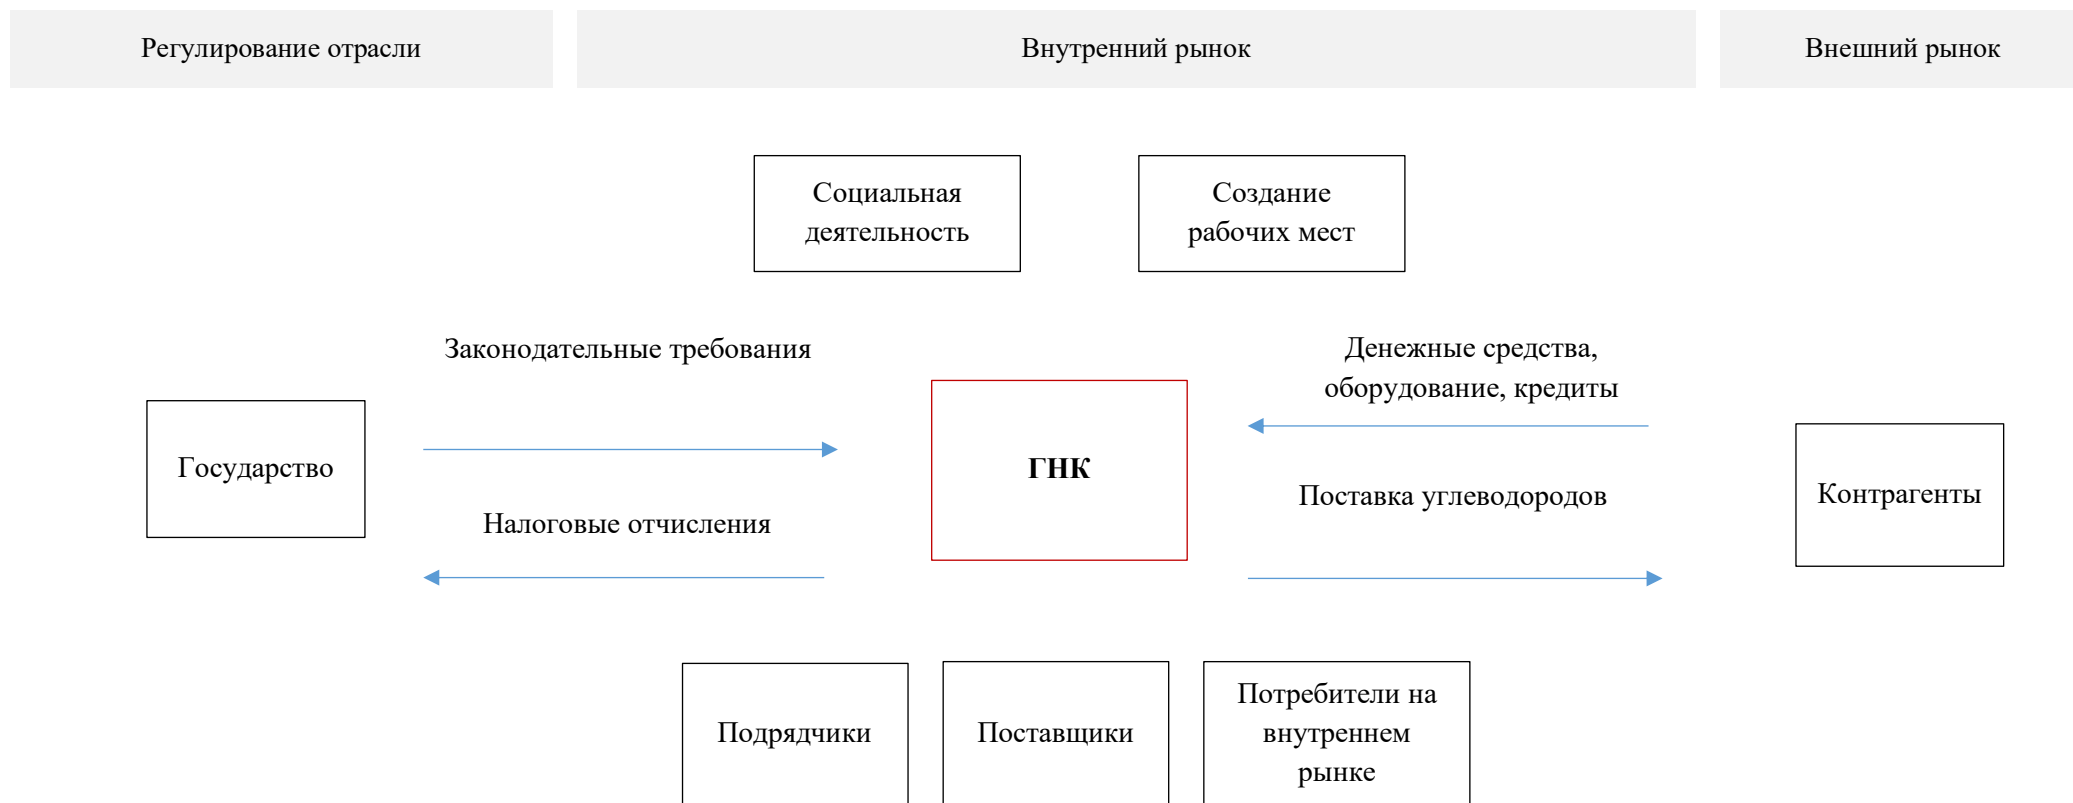 Регулирование отрасли
Внутренний рынок
Внешний рынок
Социальная
деятельность
Создание
рабочих мест
Законодательные требования
Денежные средства,
оборудование, кредиты
Государство
ГНК
Контрагенты
Налоговые отчисления
Поставка углеводородов
Подрядчики
Поставщики
Потребители на
внутреннем
рынке